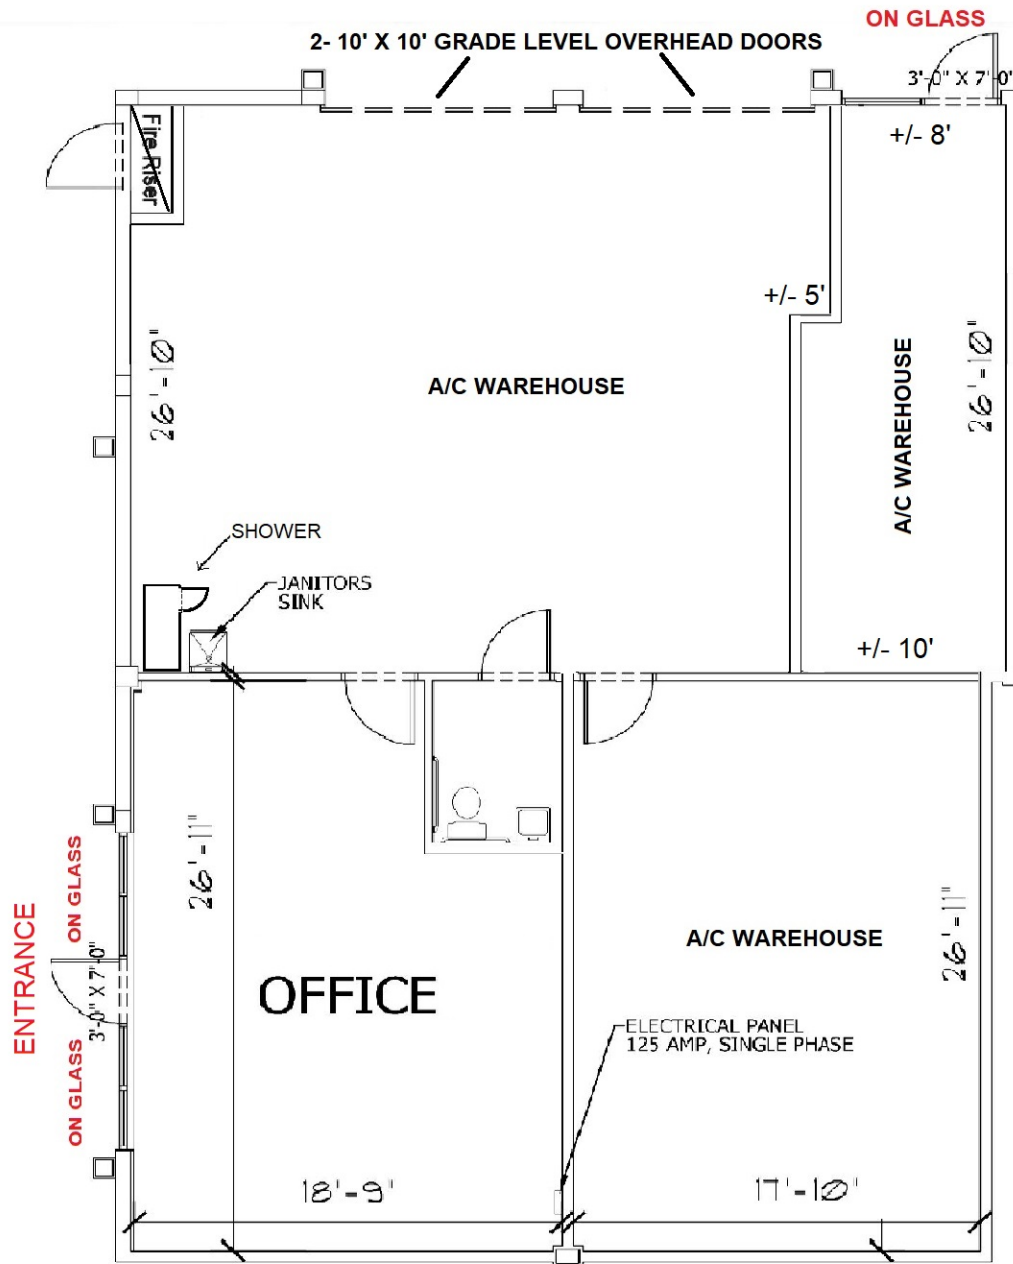 ON GLASS
2- 10' X 10' GRADE LEVEL OVERHEAD DOORS
3'-0" X 7'-0"
+/- 8'
Fire Riser
+/- 5'
26'-10"
26'-10"
A/C WAREHOUSE
A/C WAREHOUSE
SHOWER
JANITORS
SINK
+/- 10'
26'-11"
ON GLASS
26'-11"
A/C WAREHOUSE
ENTRANCE
3'-0" X 7'-0"
OFFICE
ELECTRICAL PANEL
125 AMP, SINGLE PHASE
ON GLASS
18'-9"
17'-10"